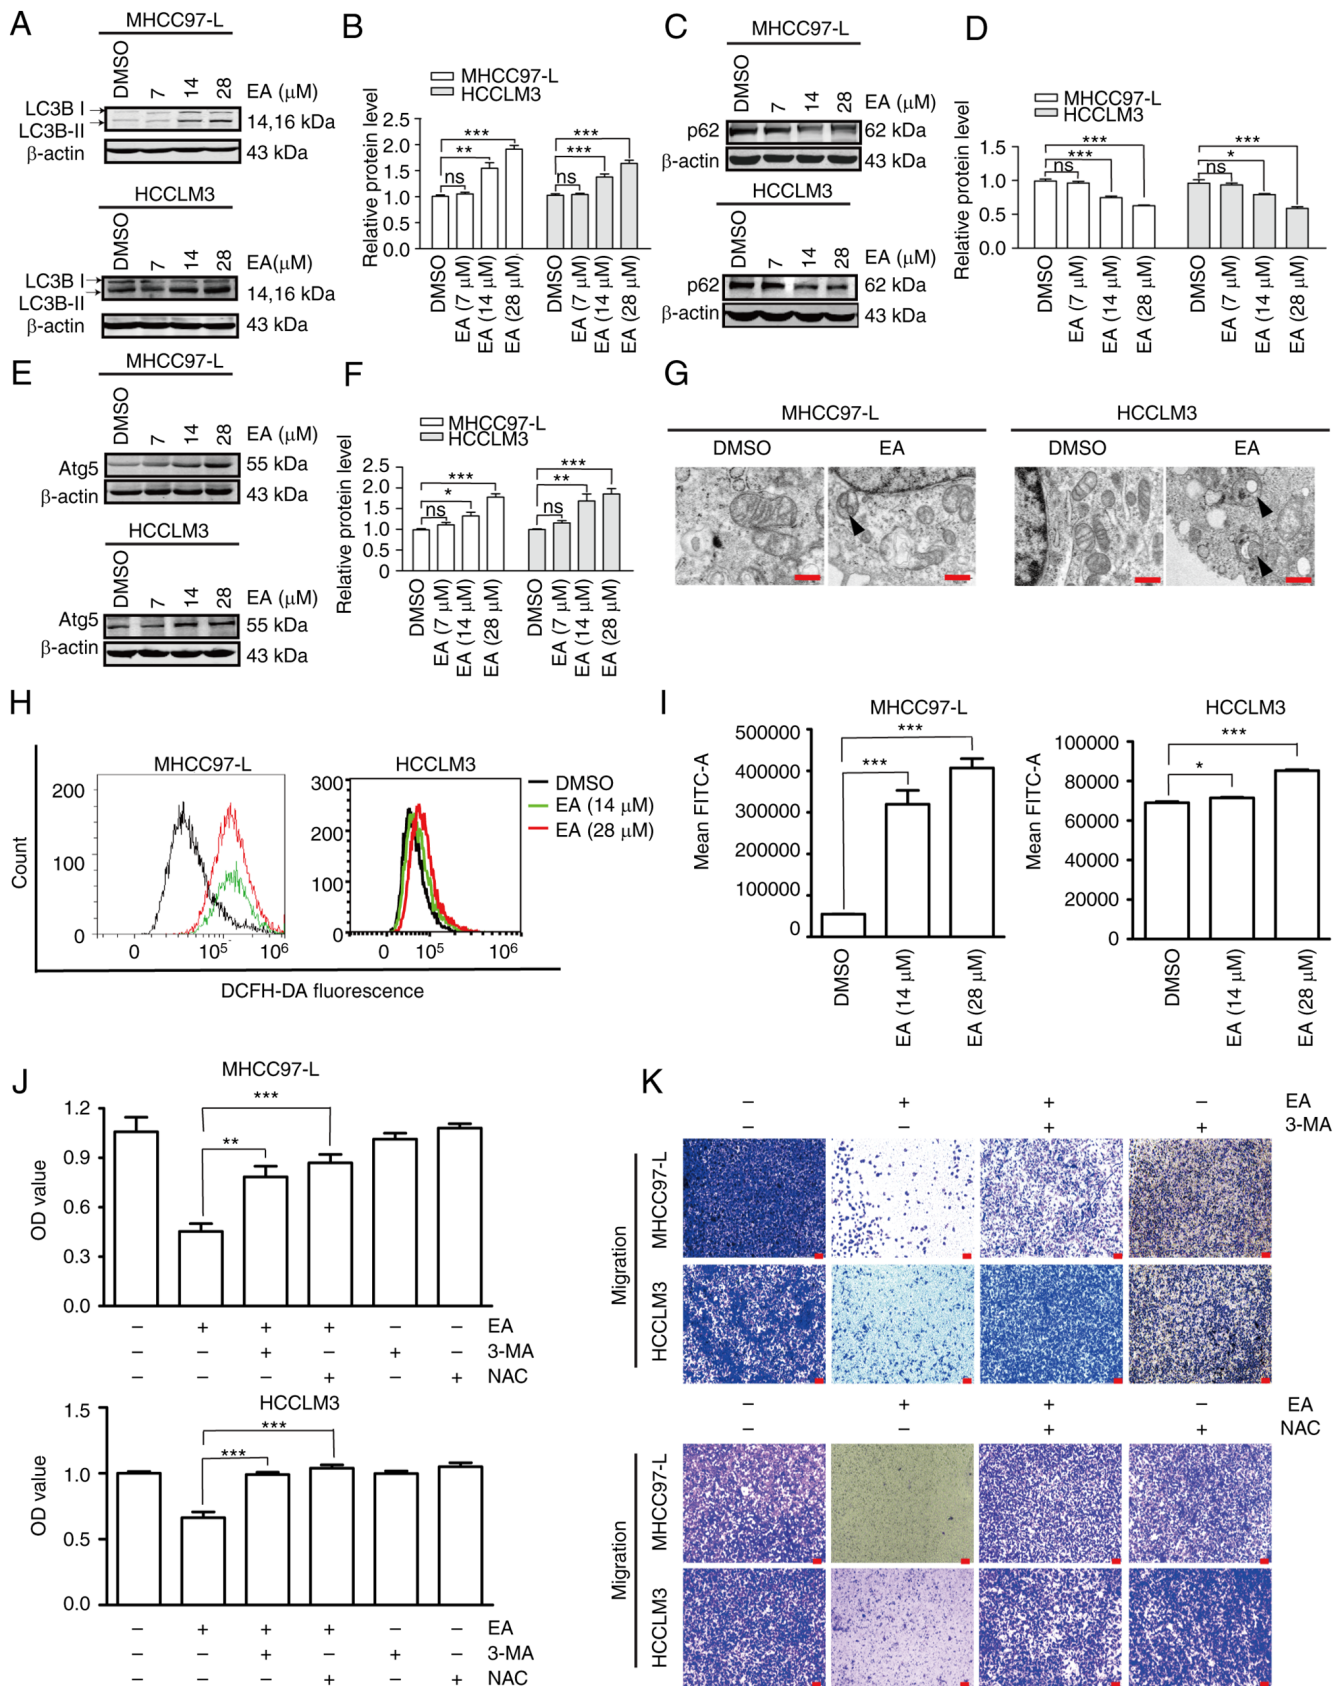 A
MHCC97-L
DMSO
7
14
28
EA (μM)
LC3B I
LC3B-II
14,16 kDa
β-actin
43 kDa
HCCLM3
DMSO
7
14
28
EA(μM)
LC3B I
LC3B-II
14,16 kDa
β-actin
43 kDa
B
MHCC97-L
HCCLM3
Relative protein level
2.5
2.0
1.5
1.0
0.5
0.0
ns
**
***
ns
***
***
DMSO
EA (7 μM)
EA (14 μM)
EA (28 μM)
DMSO
EA (7 μM)
EA (14 μM)
EA (28 μM)
C
MHCC97-L
DMSO
7
14
28
EA (μM)
p62
62 kDa
β-actin
43 kDa
HCCLM3
DMSO
7
14
28
EA (μM)
p62
62 kDa
β-actin
43 kDa
D
MHCC97-L
HCCLM3
Relative protein level
1.5
1.0
0.5
0.0
ns
***
***
ns
*
***
DMSO
EA (7 μM)
EA (14 μM)
EA (28 μM)
DMSO
EA (7 μM)
EA (14 μM)
EA (28 μM)
E
MHCC97-L
DMSO
7
14
28
EA (μM)
Atg5
55 kDa
β-actin
43 kDa
HCCLM3
DMSO
7
14
28
EA (μM)
Atg5
55 kDa
β-actin
43 kDa
F
MHCC97-L
HCCLM3
Relative protein level
2.5
2.0
1.5
1.0
0.5
0
ns
*
***
ns
**
***
DMSO
EA (7 μM)
EA (14 μM)
EA (28 μM)
DMSO
EA (7 μM)
EA (14 μM)
EA (28 μM)
G
MHCC97-L
HCCLM3
DMSO
EA
DMSO
EA
H
MHCC97-L
HCCLM3
Count
200
100
0
0
10⁵
10⁶
300
200
100
0
0
10⁵
10⁶
DMSO
EA (14 μM)
EA (28 μM)
DCFH-DA fluorescence
I
MHCC97-L
Mean FITC-A
500000
400000
300000
200000
100000
0
***
***
DMSO
EA (14 μM)
EA (28 μM)
HCCLM3
Mean FITC-A
100000
80000
60000
40000
20000
0
*
***
DMSO
EA (14 μM)
EA (28 μM)
J
MHCC97-L
OD value
1.2
0.9
0.6
0.3
0.0
***
**
– + + + – – EA
– – + – + – 3-MA
– – – + – + NAC
HCCLM3
OD value
1.5
1.0
0.5
0.0
***
***
– + + + – – EA
– – + – + – 3-MA
– – – + – + NAC
K
– + + – EA
– – + + 3-MA
Migration
MHCC97-L
HCCLM3
– + + – EA
– – + + NAC
Migration
MHCC97-L
HCCLM3